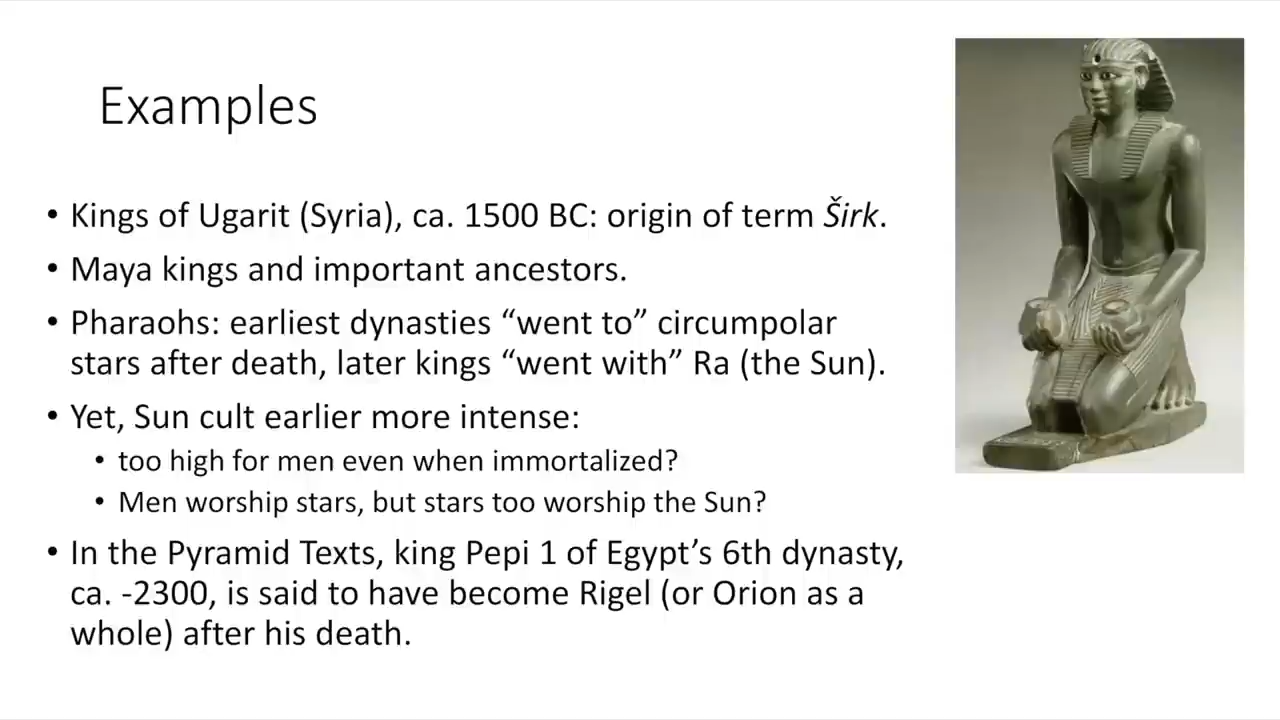 Examples
• Kings of Ugarit (Syria), ca. 1500 BC: origin of term Širk.
• Maya kings and important ancestors.
• Pharaohs: earliest dynasties “went to” circumpolar
stars after death, later kings “went with” Ra (the Sun).
• Yet, Sun cult earlier more intense:
• too high for men even when immortalized?
• Men worship stars, but stars too worship the Sun?
• In the Pyramid Texts, king Pepi 1 of Egypt’s 6th dynasty,
ca. -2300, is said to have become Rigel (or Orion as a
whole) after his death.